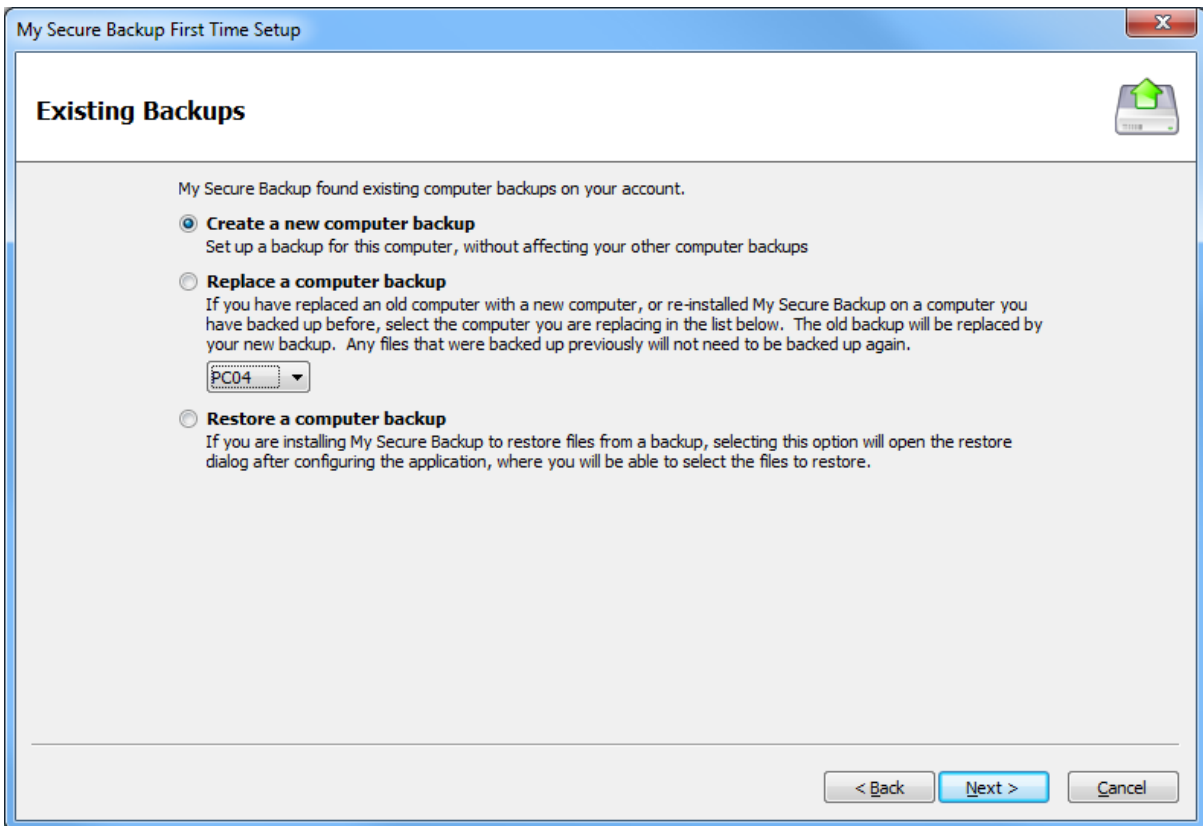 My Secure Backup First Time Setup
Existing Backups
My Secure Backup found existing computer backups on your account.
Create a new computer backup
Set up a backup for this computer, without affecting your other computer backups
Replace a computer backup
If you have replaced an old computer with a new computer, or re-installed My Secure Backup on a computer you
have backed up before, select the computer you are replacing in the list below.  The old backup will be replaced by
your new backup.  Any files that were backed up previously will not need to be backed up again.
PC04
Restore a computer backup
If you are installing My Secure Backup to restore files from a backup, selecting this option will open the restore
dialog after configuring the application, where you will be able to select the files to restore.
< Back Next > Cancel